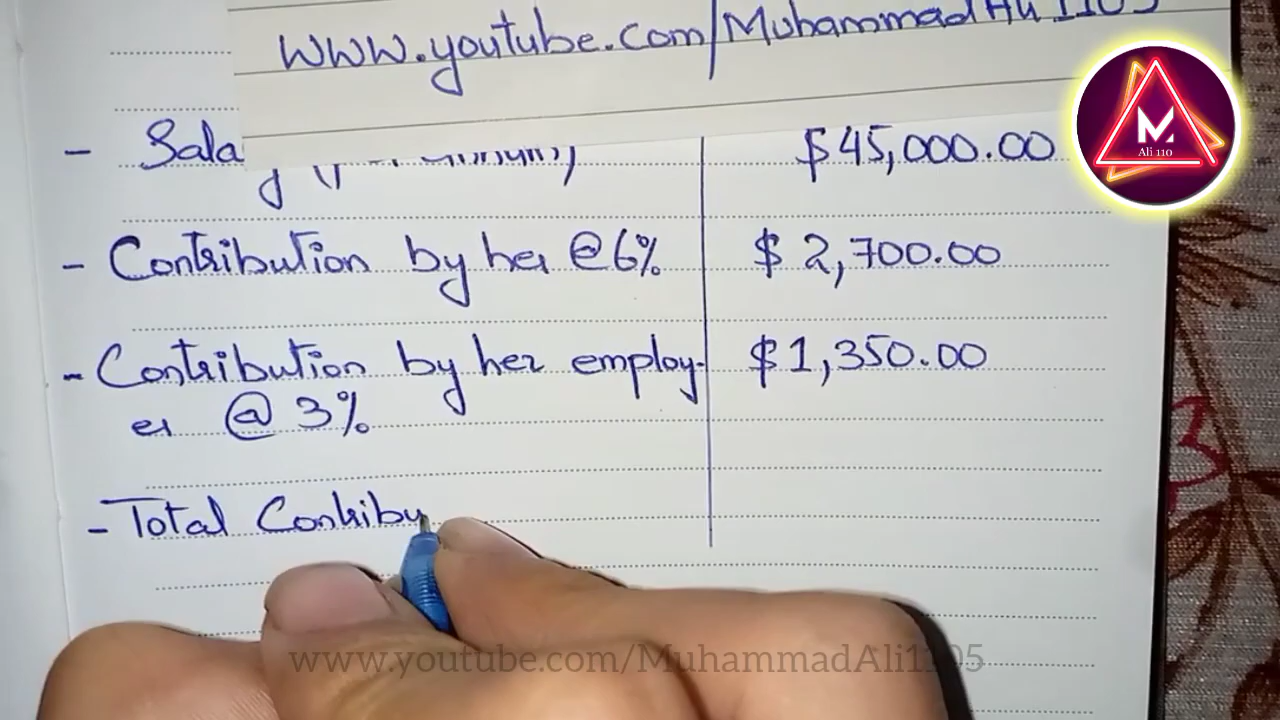 www.youtube.com/MuhammadAli1105
M
Ali 110
- Sala $45,000.00
- Contribution by her @ 6% $ 2,700.00
- Contribution by her employ- $ 1,350.00
er @ 3%
- Total Contribu
www.youtube.com/MuhammadAli1105